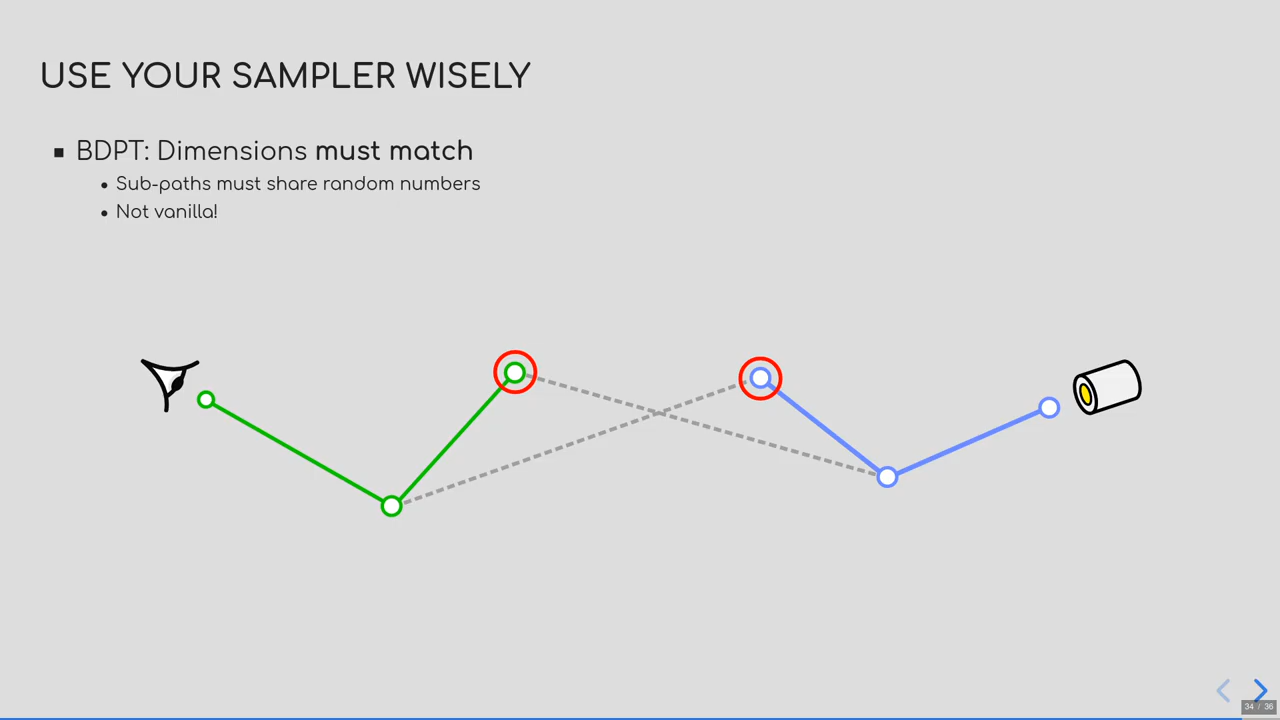 USE YOUR SAMPLER WISELY
BDPT: Dimensions must match
Sub-paths must share random numbers
Not vanilla!
34 / 36